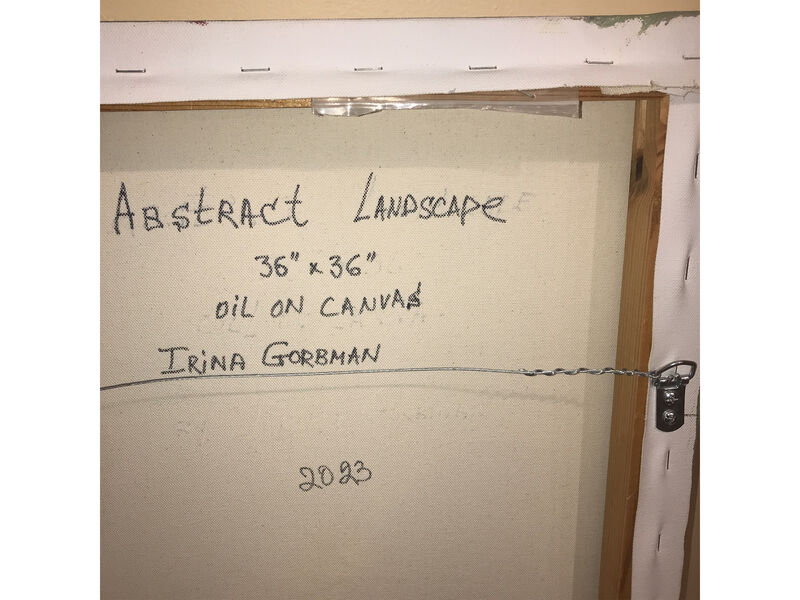 Abstract Landscape
36" x 36"
OiL ON CANVAS
IRiNA GORBMAN
2023